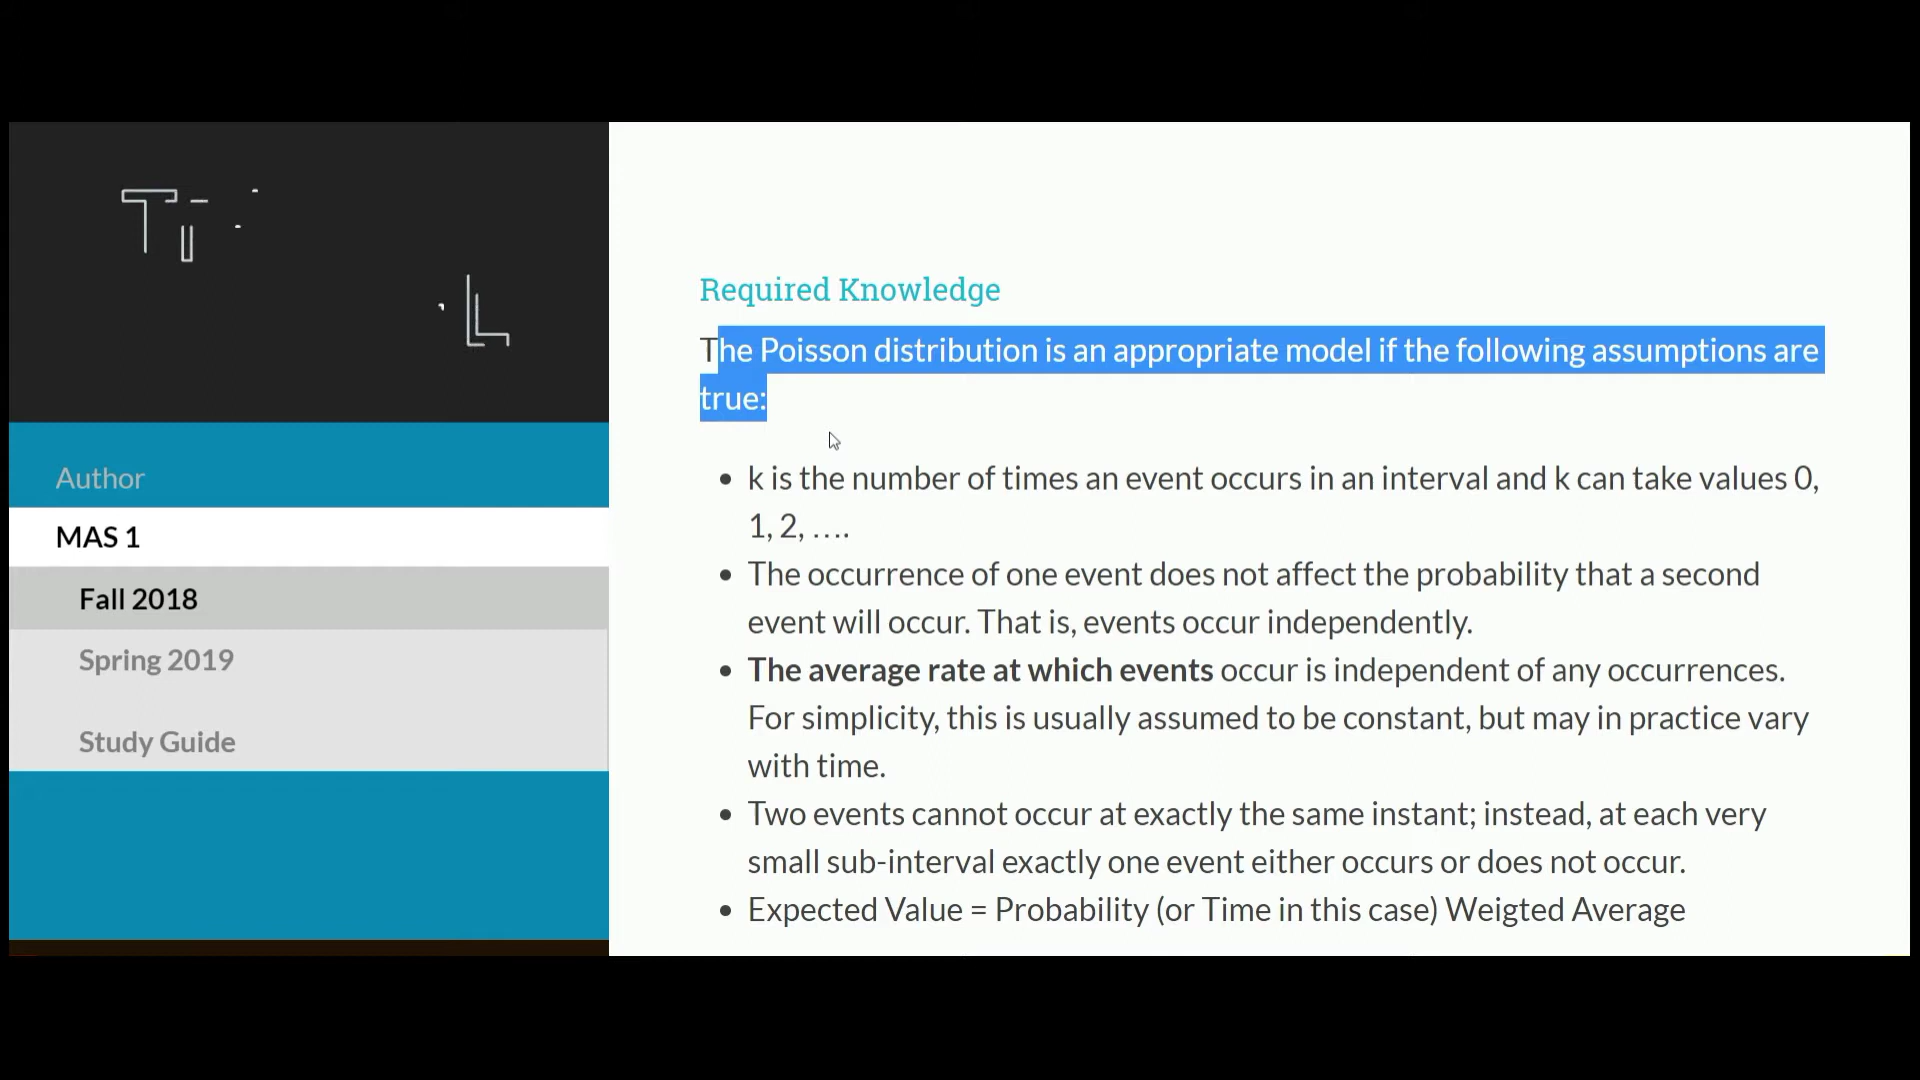 Author
MAS 1
Fall 2018
Spring 2019
Study Guide
Required Knowledge
The Poisson distribution is an appropriate model if the following assumptions are
true:
• k is the number of times an event occurs in an interval and k can take values 0,
1, 2, ….
• The occurrence of one event does not affect the probability that a second
event will occur. That is, events occur independently.
• The average rate at which events occur is independent of any occurrences.
For simplicity, this is usually assumed to be constant, but may in practice vary
with time.
• Two events cannot occur at exactly the same instant; instead, at each very
small sub-interval exactly one event either occurs or does not occur.
• Expected Value = Probability (or Time in this case) Weigted Average